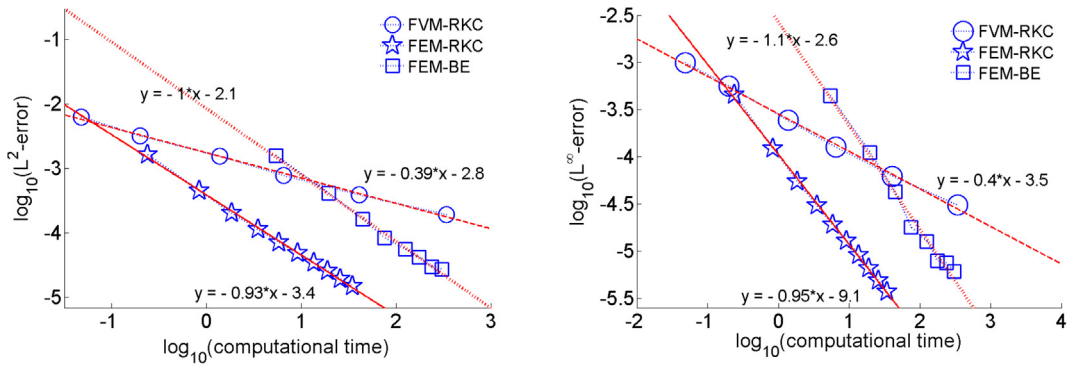 FVM-RKC
FEM-RKC
FEM-BE
y = - 1*x - 2.1
y = - 0.39*x - 2.8
y = - 0.93*x - 3.4
-1
-2
-3
-4
-5
-1 0 1 2 3
log10(L2-error)
log10(computational time)
FVM-RKC
FEM-RKC
FEM-BE
y = - 1.1*x - 2.6
y = - 0.4*x - 3.5
y = - 0.95*x - 9.1
-2.5
-3
-3.5
-4
-4.5
-5
-5.5
-2 -1 0 1 2 3 4
log10(L∞-error)
log10(computational time)